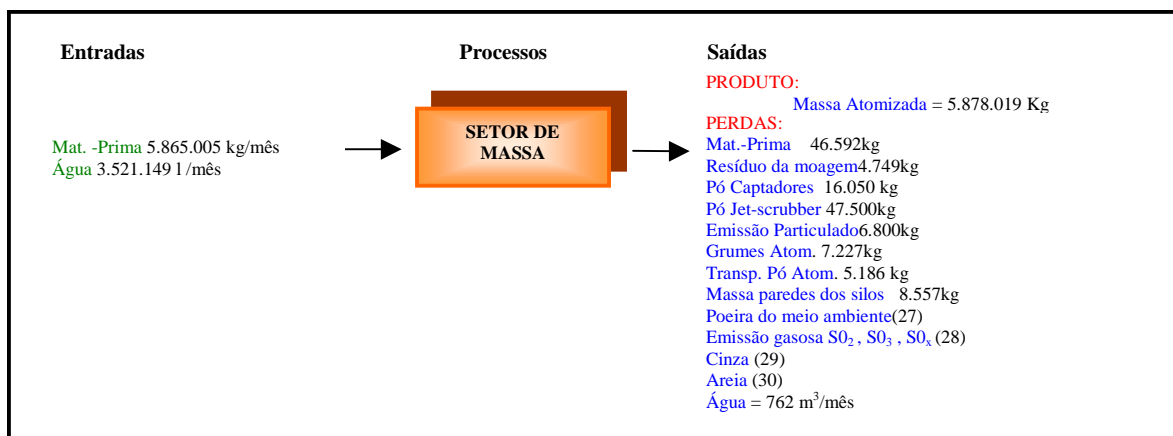 Entradas
Processos
Saídas
PRODUTO:
Massa Atomizada = 5.878.019 Kg
PERDAS:
Mat. -Prima 5.865.005 kg/mês
Água 3.521.149 l /mês
SETOR DE
MASSA
Mat.-Prima 46.592kg
Resíduo da moagem4.749kg
Pó Captadores 16.050 kg
Pó Jet-scrubber 47.500kg
Emissão Particulado6.800kg
Grumes Atom. 7.227kg
Transp. Pó Atom. 5.186 kg
Massa paredes dos silos 8.557kg
Poeira do meio ambiente(27)
Emissão gasosa S0₂ , S0₃ , S0ₓ (28)
Cinza (29)
Areia (30)
Água = 762 m³/mês